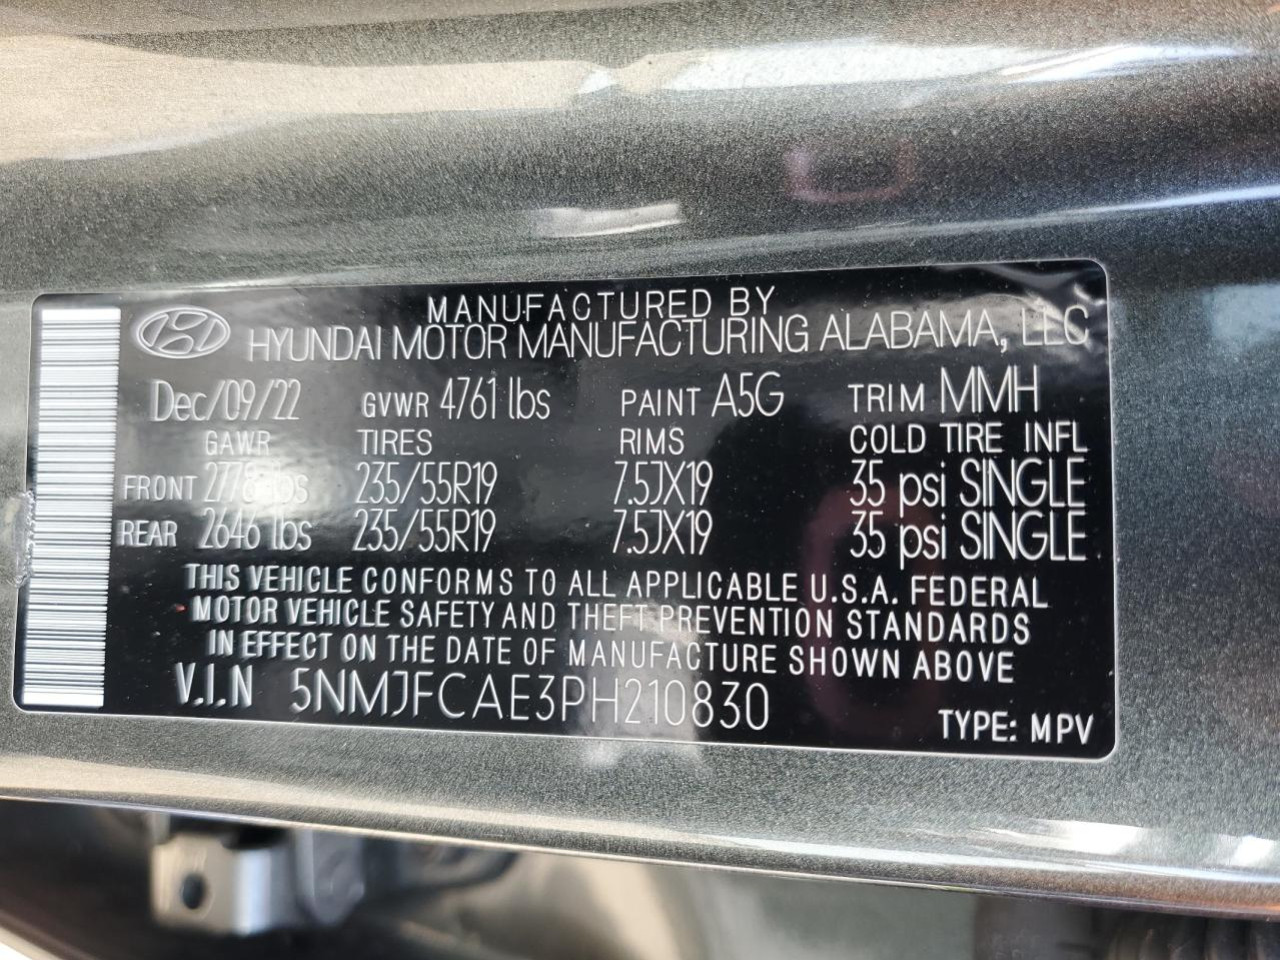 MANUFACTURED BY
HYUNDAI MOTOR MANUFACTURING ALABAMA, LLC
Dec/09/22 GVWR 4761 lbs PAINT A5G TRIM MMH
GAWR TIRES RIMS COLD TIRE INFL
FRONT 2778 lbs 235/55R19 7.5JX19 35 psi SINGLE
REAR 2646 lbs 235/55R19 7.5JX19 35 psi SINGLE
THIS VEHICLE CONFORMS TO ALL APPLICABLE U.S.A. FEDERAL
MOTOR VEHICLE SAFETY AND THEFT PREVENTION STANDARDS
IN EFFECT ON THE DATE OF MANUFACTURE SHOWN ABOVE
V.I.N 5NMJFCAE3PH210830
TYPE: MPV